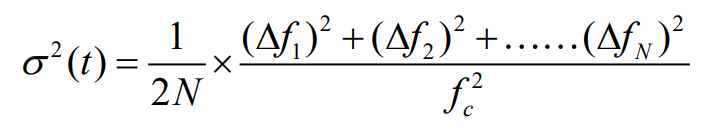 σ²(t) = 1/2N × (Δf₁)² + (Δf₂)² + ......(Δf_N)² / f_c²